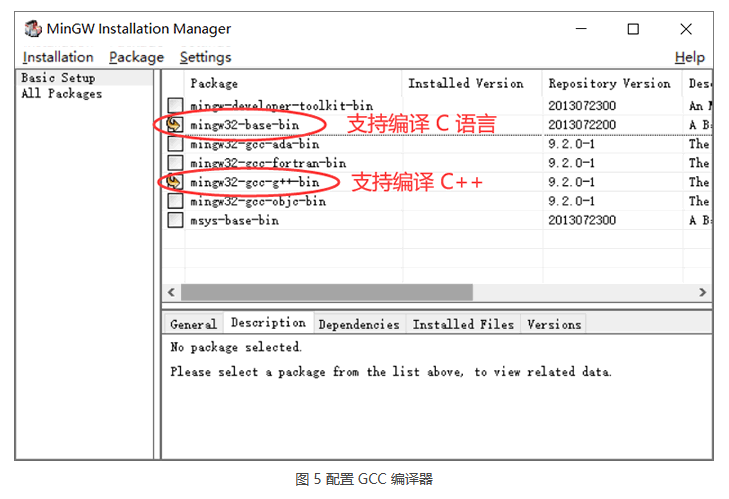 MinGW Installation Manager
Installation Package Settings Help
Basic Setup
All Packages
Package Installed Version Repository Version Des
mingw-developer-toolkit-bin 2013072300 An M
mingw32-base-bin 支持编译 C 语言 2013072200 A B
mingw32-gcc-ada-bin 9.2.0-1 The
mingw32-gcc-fortran-bin 9.2.0-1 The
mingw32-gcc-g++-bin 支持编译 C++ 9.2.0-1 The
mingw32-gcc-objc-bin 9.2.0-1 The
msys-base-bin 2013072300 A B
General Description Dependencies Installed Files Versions
No package selected.
Please select a package from the list above, to view related data.
图 5 配置 GCC 编译器